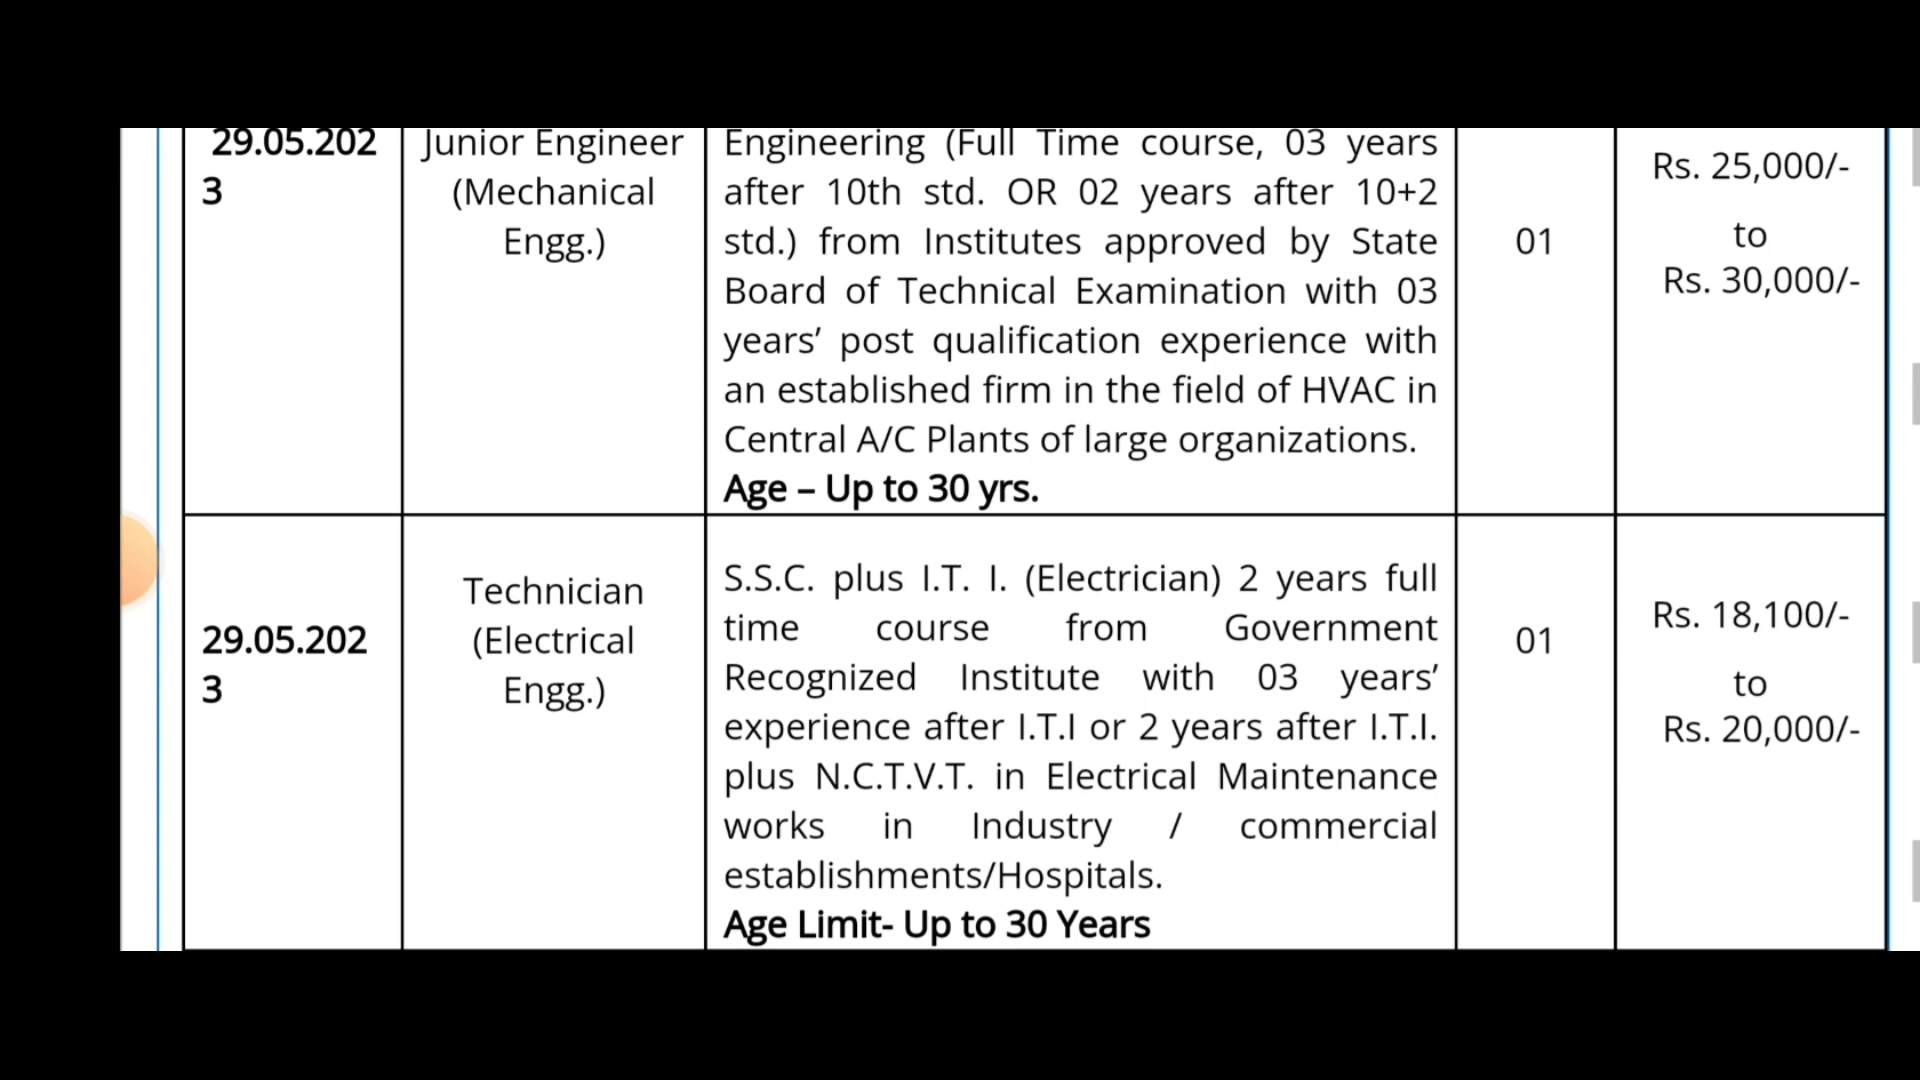 29.05.202
3
Junior Engineer
(Mechanical
Engg.)
Engineering (Full Time course, 03 years
after 10th std. OR 02 years after 10+2
std.) from Institutes approved by State
Board of Technical Examination with 03
years’ post qualification experience with
an established firm in the field of HVAC in
Central A/C Plants of large organizations.
Age – Up to 30 yrs.
01
Rs. 25,000/-
to
Rs. 30,000/-
29.05.202
3
Technician
(Electrical
Engg.)
S.S.C. plus I.T. I. (Electrician) 2 years full
time course from Government
Recognized Institute with 03 years’
experience after I.T.I or 2 years after I.T.I.
plus N.C.T.V.T. in Electrical Maintenance
works in Industry / commercial
establishments/Hospitals.
Age Limit- Up to 30 Years
01
Rs. 18,100/-
to
Rs. 20,000/-